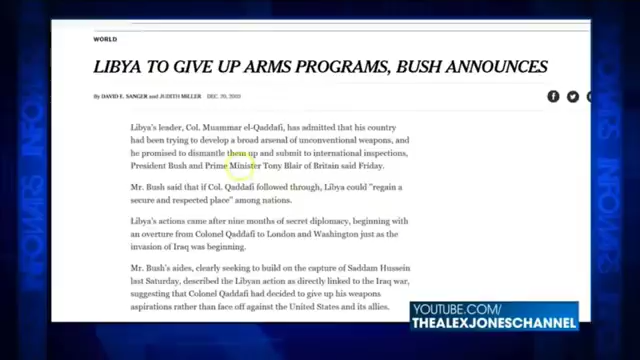 WORLD
LIBYA TO GIVE UP ARMS PROGRAMS, BUSH ANNOUNCES
By DAVID E. SANGER and JUDITH MILLER DEC. 20, 2003
Libya's leader, Col. Muammar el-Qaddafi, has admitted that his country
had been trying to develop a broad arsenal of unconventional weapons, and
he promised to dismantle them up and submit to international inspections,
President Bush and Prime Minister Tony Blair of Britain said Friday.
Mr. Bush said that if Col. Qaddafi followed through, Libya could "regain a
secure and respected place" among nations.
Libya's actions came after nine months of secret diplomacy, beginning with
an overture from Colonel Qaddafi to London and Washington just as the
invasion of Iraq was beginning.
Mr. Bush's aides, clearly seeking to build on the capture of Saddam Hussein
last Saturday, described the Libyan action as directly linked to the Iraq war,
suggesting that Colonel Qaddafi had decided to give up his weapons
aspirations rather than face off against the United States and its allies.
YOUTUBE.COM/
THEALEXJONESCHANNEL
INFOWARS
INFOWARS